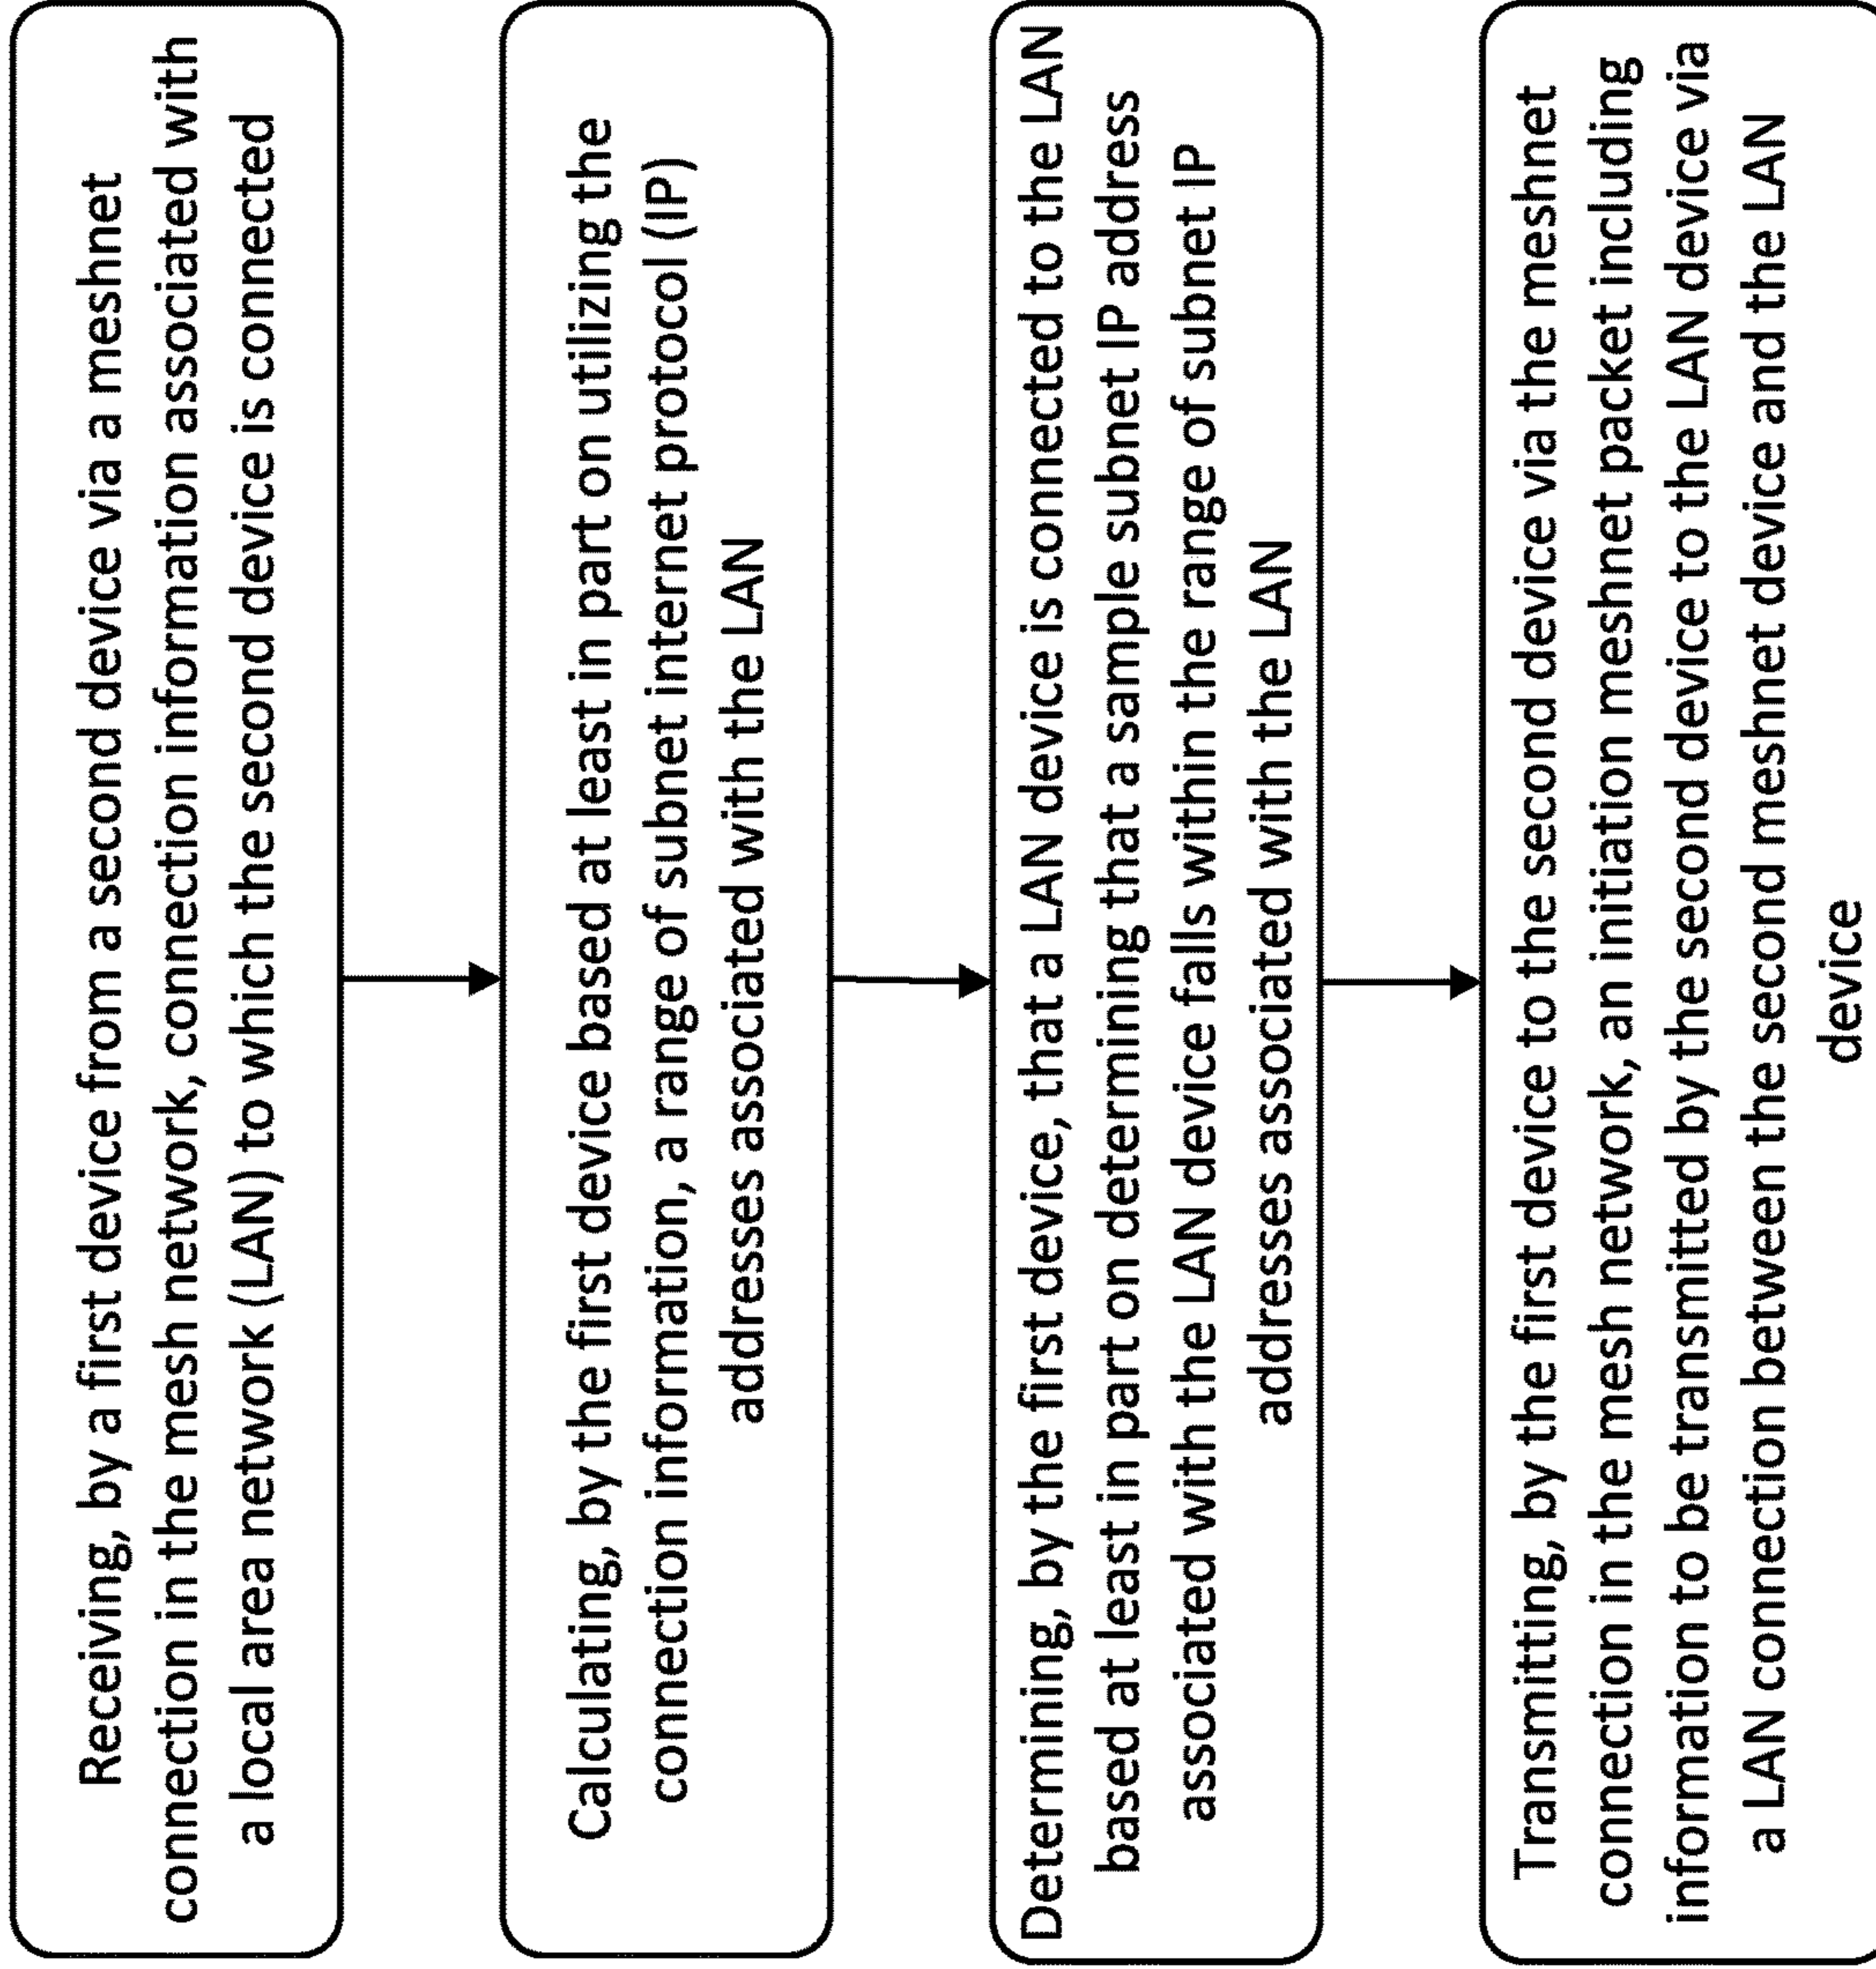 Receiving, by a first device from a second device via a meshnet
connection in the mesh network, connection information associated with
a local area network (LAN) to which the second device is connected
Calculating, by the first device based at least in part on utilizing the
connection information, a range of subnet internet protocol (IP)
addresses associated with the LAN
Determining, by the first device, that a LAN device is connected to the LAN
based at least in part on determining that a sample subnet IP address
associated with the LAN device falls within the range of subnet IP
addresses associated with the LAN
Transmitting, by the first device to the second device via the meshnet
connection in the mesh network, an initiation meshnet packet including
information to be transmitted by the second device to the LAN device via
a LAN connection between the second meshnet device and the LAN
device